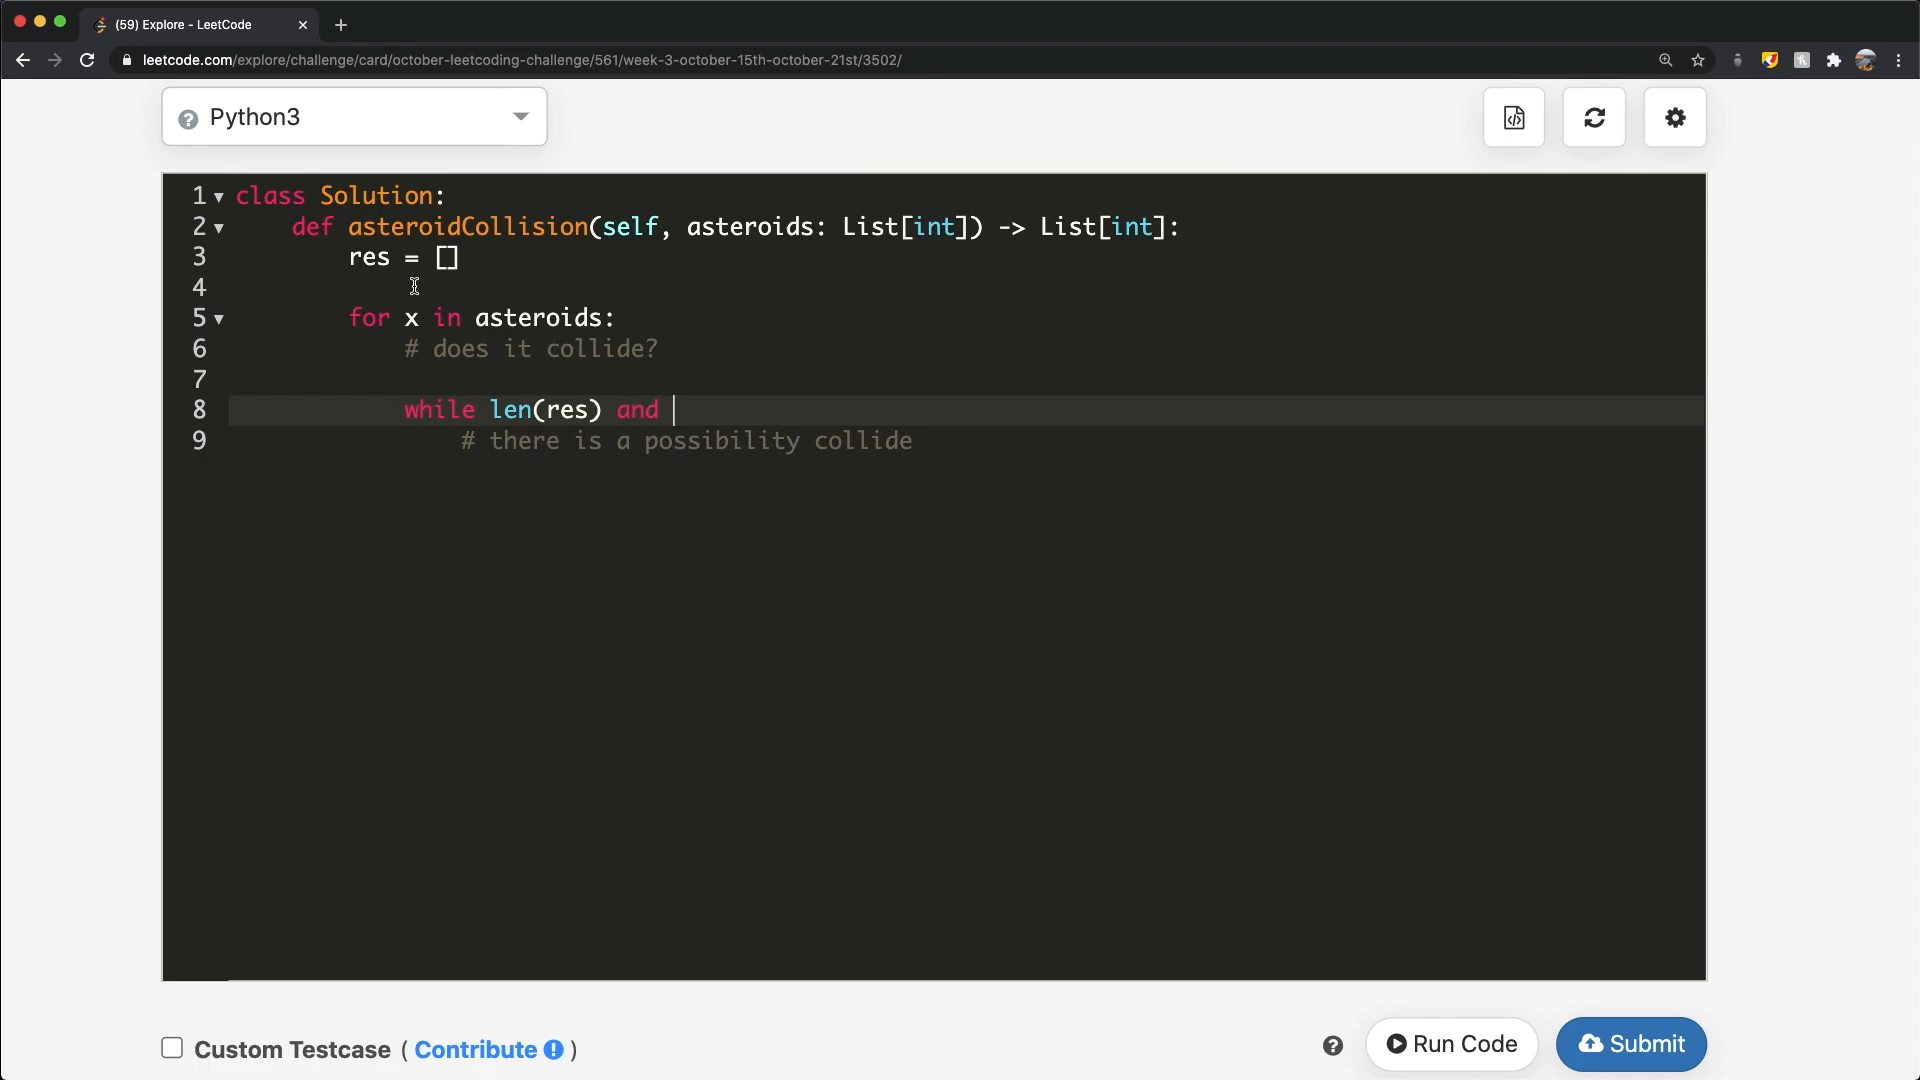 (59) Explore - LeetCode
leetcode.com/explore/challenge/card/october-leetcoding-challenge/561/week-3-october-15th-october-21st/3502/
Python3
1 class Solution:
2     def asteroidCollision(self, asteroids: List[int]) -> List[int]:
3         res = []
4
5         for x in asteroids:
6             # does it collide?
7
8             while len(res) and
9                 # there is a possibility collide
Custom Testcase ( Contribute )
Run Code
Submit